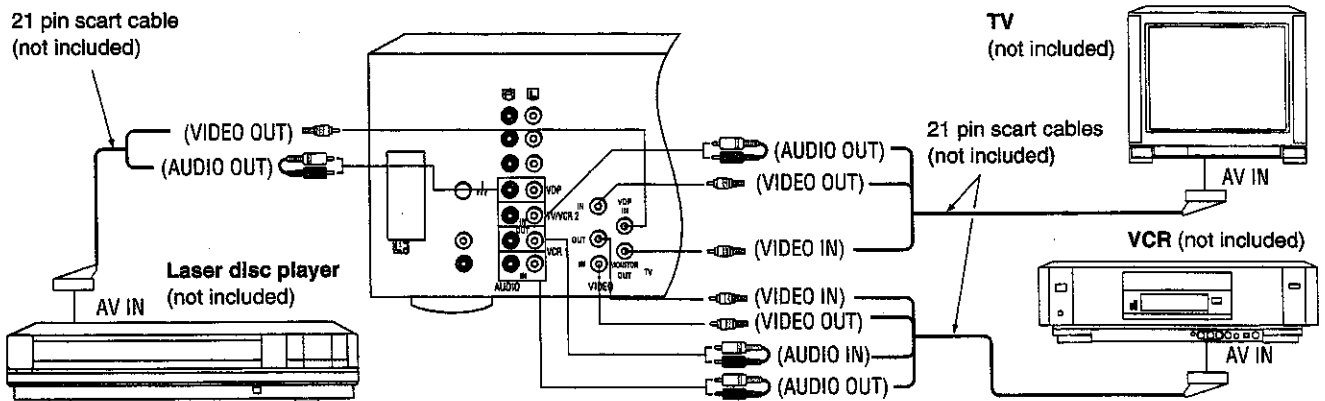 21 pin scart cable
(not included)
(VIDEO OUT)
(AUDIO OUT)
Laser disc player
(not included)
AV IN
L
VDP
TV/VCR 2
IN
OUT
VCR
IN
AUDIO
IN
OUT
IN
VIDEO
VDP
IN
MONITOR
OUT
TV
(AUDIO OUT)
(VIDEO OUT)
(VIDEO IN)
(VIDEO IN)
(VIDEO OUT)
(AUDIO IN)
(AUDIO OUT)
21 pin scart cables
(not included)
TV
(not included)
AV IN
VCR (not included)
AV IN